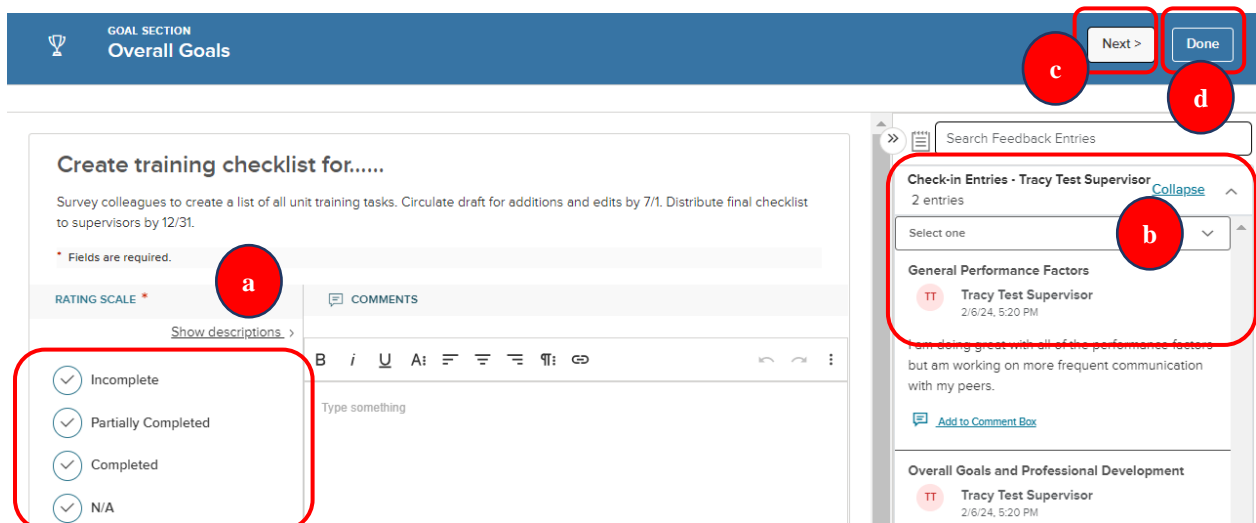 GOAL SECTION
Overall Goals
Next >
Done
c
d
Create training checklist for......
Survey colleagues to create a list of all unit training tasks. Circulate draft for additions and edits by 7/1. Distribute final checklist
to supervisors by 12/31.
* Fields are required.
a
RATING SCALE *
COMMENTS
Show descriptions >
B i U A
Type something
Incomplete
Partially Completed
Completed
N/A
Search Feedback Entries
Check-in Entries - Tracy Test Supervisor
Collapse
2 entries
Select one
b
General Performance Factors
TT
Tracy Test Supervisor
2/6/24, 5:20 PM
I am doing great with all of the performance factors
but am working on more frequent communication
with my peers.
Add to Comment Box
Overall Goals and Professional Development
TT
Tracy Test Supervisor
2/6/24, 5:20 PM